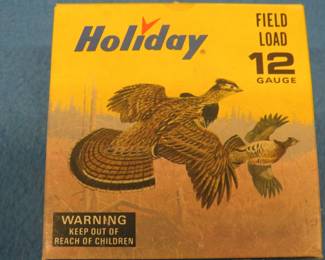 Holiday®
FIELD
LOAD
12
GAUGE
WARNING
KEEP OUT OF
REACH OF CHILDREN